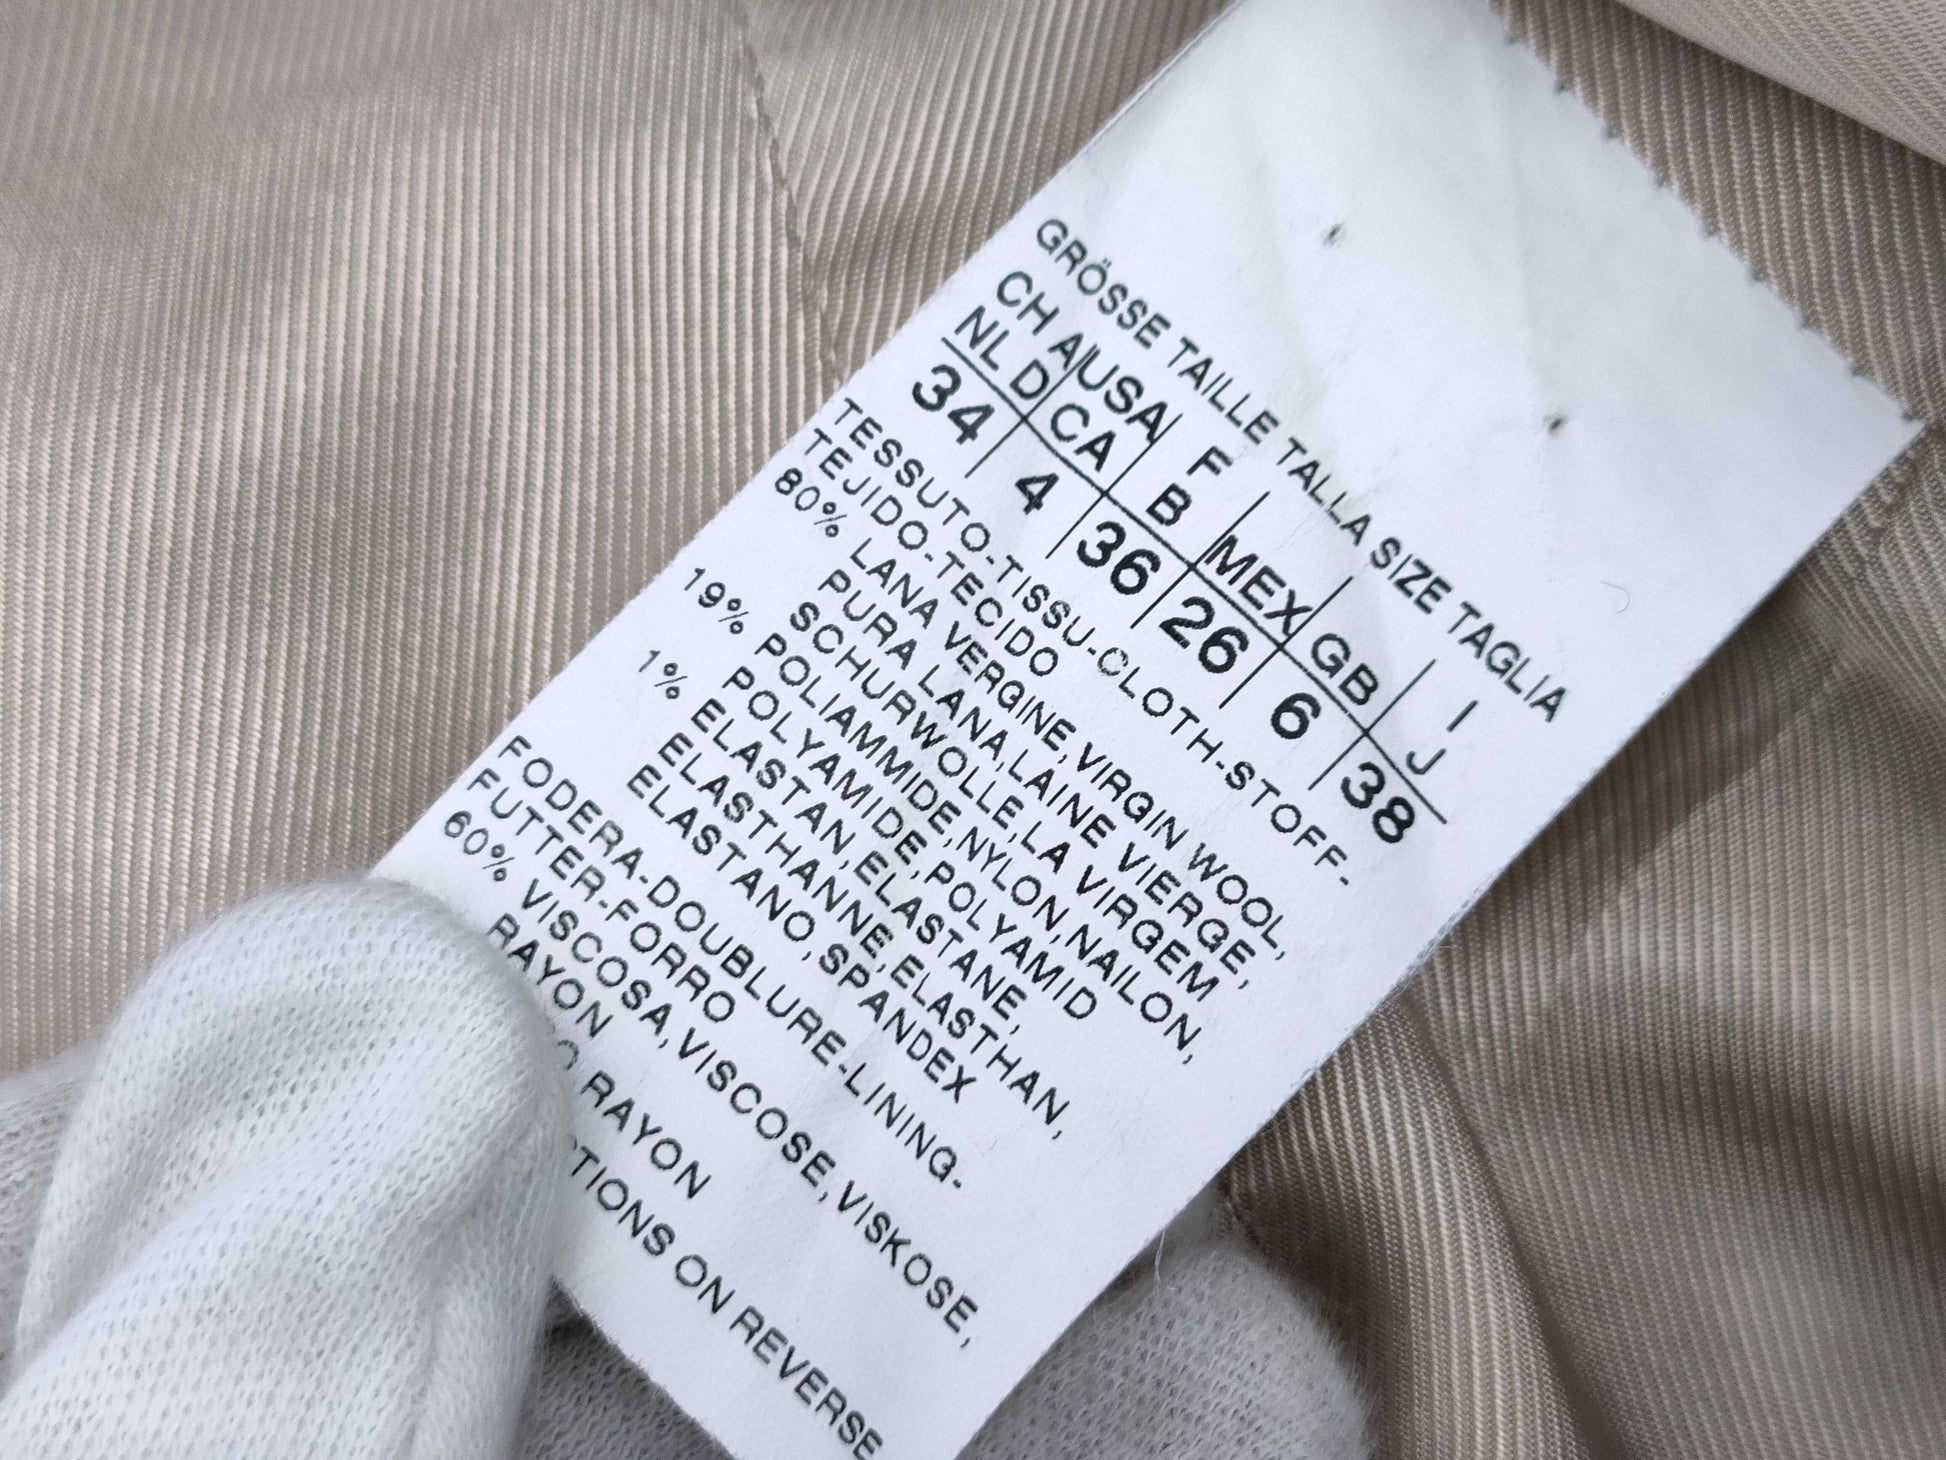 GRÖSSE TAILLE TALLA SIZE TAGLIA
CH A USA F MEX GB I
NL D CA B J
34 4 36 26 6 38
TESSUTO-TISSU-CLOTH-STOFF-
TEJIDO-TECIDO
80% LANA VERGINE,VIRGIN WOOL,
PURA LANA,LAINE VIERGE,
SCHURWOLLE,LA VIRGEM
19% POLIAMMIDE,NYLON,NAILON,
POLYAMIDE,POLYAMID
1% ELASTAN,ELASTANE,
ELASTHANNE,ELASTHAN,
ELASTANO,SPANDEX
FODERA-DOUBLURE-LINING-
FUTTER-FORRO
60% VISCOSA,VISCOSE,VISKOSE,
RAYON
RAYON
ON REVERSE